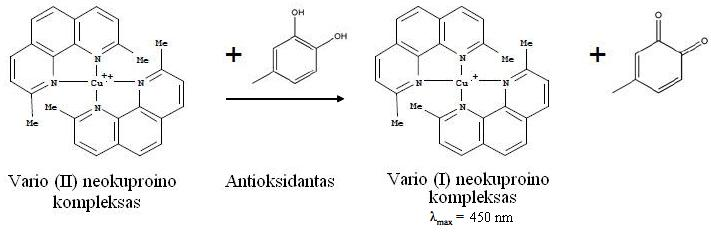 OH
OH
Me
Me
N
N
Cu++
N
N
Me
Me
+
Me
Me
N
N
Cu+
N
N
Me
Me
+
O
O
Vario (II) neokuproino
kompleksas
Antioksidantas
Vario (I) neokuproino
kompleksas
λmax = 450 nm